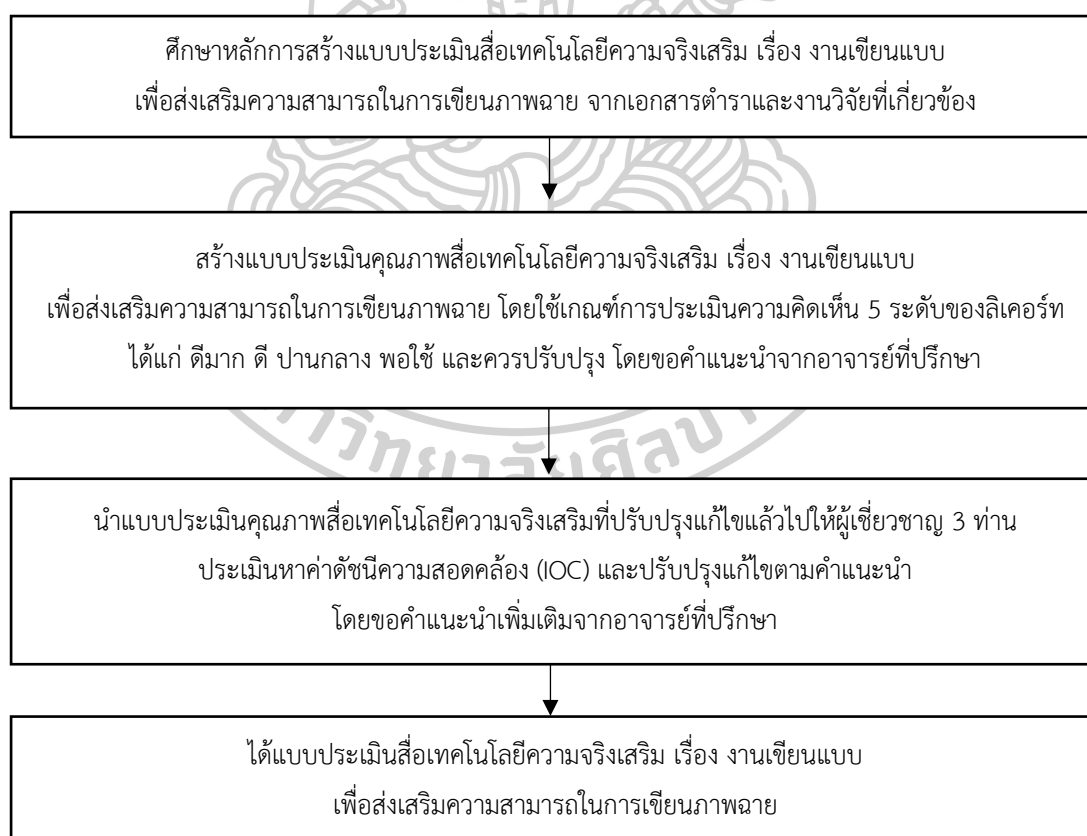 ศึกษาหลักการสร้างแบบประเมินสื่อเทคโนโลยีความจริงเสริม เรื่อง งานเขียนแบบ
เพื่อส่งเสริมความสามารถในการเขียนภาพฉาย จากเอกสารตำราและงานวิจัยที่เกี่ยวข้อง
สร้างแบบประเมินคุณภาพสื่อเทคโนโลยีความจริงเสริม เรื่อง งานเขียนแบบ
เพื่อส่งเสริมความสามารถในการเขียนภาพฉาย โดยใช้เกณฑ์การประเมินความคิดเห็น 5 ระดับของลิเคอร์ท
ได้แก่ ดีมาก ดี ปานกลาง พอใช้ และควรปรับปรุง โดยขอคำแนะนำจากอาจารย์ที่ปรึกษา
นำแบบประเมินคุณภาพสื่อเทคโนโลยีความจริงเสริมที่ปรับปรุงแก้ไขแล้วไปให้ผู้เชี่ยวชาญ 3 ท่าน
ประเมินหาค่าดัชนีความสอดคล้อง (IOC) และปรับปรุงแก้ไขตามคำแนะนำ
โดยขอคำแนะนำเพิ่มเติมจากอาจารย์ที่ปรึกษา
ได้แบบประเมินสื่อเทคโนโลยีความจริงเสริม เรื่อง งานเขียนแบบ
เพื่อส่งเสริมความสามารถในการเขียนภาพฉาย